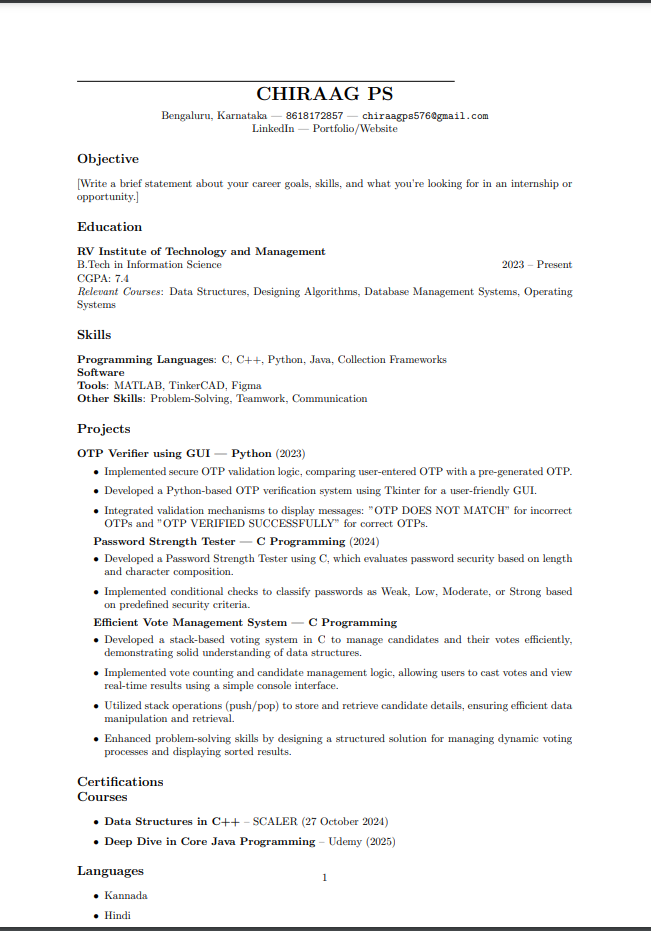 CHIRAAG PS
Bengaluru, Karnataka — 8618172857 — chiraagps576@gmail.com
LinkedIn — Portfolio/Website
Objective
[Write a brief statement about your career goals, skills, and what you're looking for in an internship or
opportunity.]
Education
RV Institute of Technology and Management
B.Tech in Information Science 2023 – Present
CGPA: 7.4
Relevant Courses: Data Structures, Designing Algorithms, Database Management Systems, Operating
Systems
Skills
Programming Languages: C, C++, Python, Java, Collection Frameworks
Software
Tools: MATLAB, TinkerCAD, Figma
Other Skills: Problem-Solving, Teamwork, Communication
Projects
OTP Verifier using GUI — Python (2023)
• Implemented secure OTP validation logic, comparing user-entered OTP with a pre-generated OTP.
• Developed a Python-based OTP verification system using Tkinter for a user-friendly GUI.
• Integrated validation mechanisms to display messages: ”OTP DOES NOT MATCH” for incorrect
OTPs and ”OTP VERIFIED SUCCESSFULLY” for correct OTPs.
Password Strength Tester — C Programming (2024)
• Developed a Password Strength Tester using C, which evaluates password security based on length
and character composition.
• Implemented conditional checks to classify passwords as Weak, Low, Moderate, or Strong based
on predefined security criteria.
Efficient Vote Management System — C Programming
• Developed a stack-based voting system in C to manage candidates and their votes efficiently,
demonstrating solid understanding of data structures.
• Implemented vote counting and candidate management logic, allowing users to cast votes and view
real-time results using a simple console interface.
• Utilized stack operations (push/pop) to store and retrieve candidate details, ensuring efficient data
manipulation and retrieval.
• Enhanced problem-solving skills by designing a structured solution for managing dynamic voting
processes and displaying sorted results.
Certifications
Courses
• Data Structures in C++ – SCALER (27 October 2024)
• Deep Dive in Core Java Programming – Udemy (2025)
Languages
1
• Kannada
• Hindi